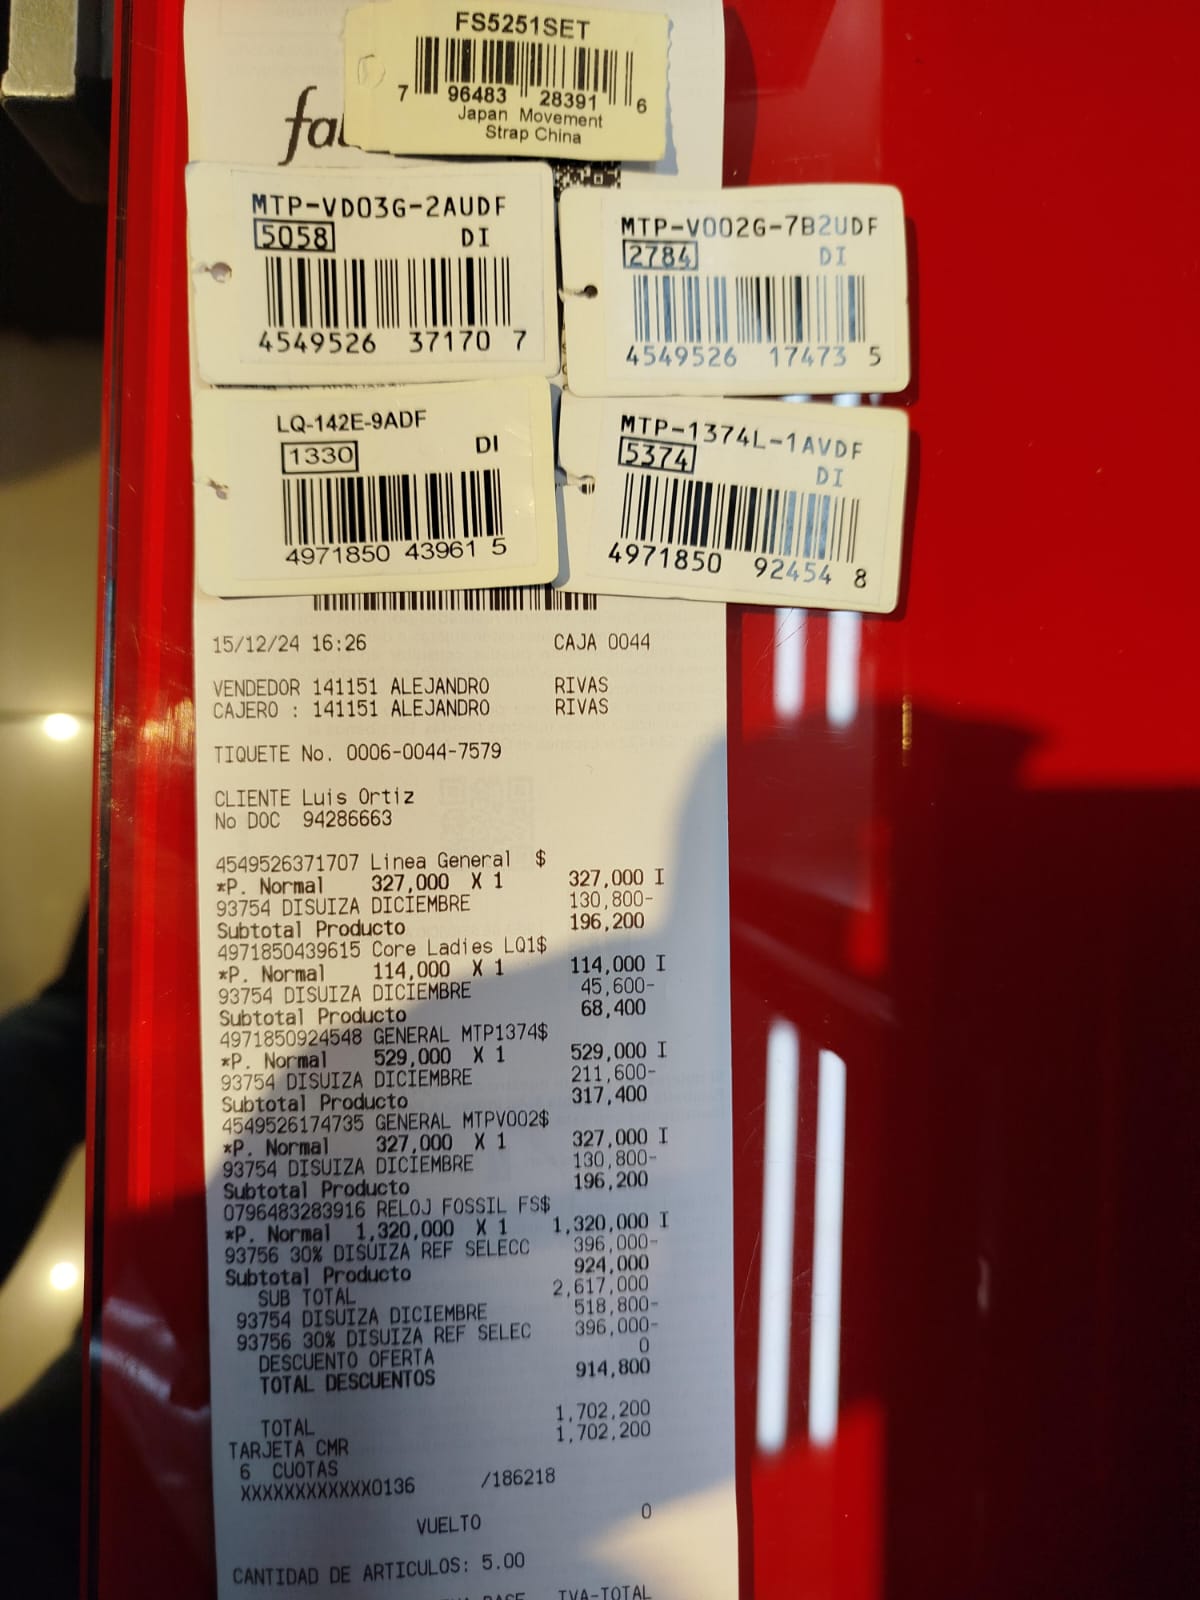 FS5251SET
7 96483 28391 6
Japan Movement
Strap China
MTP-VD03G-2AUDF
5058 DI
4549526 37170 7
MTP-V002G-7B2UDF
2784 DI
4549526 17473 5
LQ-142E-9ADF
1330 DI
4971850 43961 5
MTP-1374L-1AVDF
5374 DI
4971850 92454 8
15/12/24 16:26 CAJA 0044
VENDEDOR 141151 ALEJANDRO RIVAS
CAJERO : 141151 ALEJANDRO RIVAS
TIQUETE No. 0006-0044-7579
CLIENTE Luis Ortiz
No DOC 94286663
4549526371707 Linea General $
*P. Normal 327,000 X 1 327,000 I
93754 DISUIZA DICIEMBRE 130,800-
Subtotal Producto 196,200
4971850439615 Core Ladies LQ1$
*P. Normal 114,000 X 1 114,000 I
93754 DISUIZA DICIEMBRE 45,600-
Subtotal Producto 68,400
4971850924548 GENERAL MTP1374$
*P. Normal 529,000 X 1 529,000 I
93754 DISUIZA DICIEMBRE 211,600-
Subtotal Producto 317,400
4549526174735 GENERAL MTPV002$
*P. Normal 327,000 X 1 327,000 I
93754 DISUIZA DICIEMBRE 130,800-
Subtotal Producto 196,200
0796483283916 RELOJ FOSSIL FS$
*P. Normal 1,320,000 X 1 1,320,000 I
93756 30% DISUIZA REF SELECC 396,000-
Subtotal Producto 924,000
SUB TOTAL 2,617,000
93754 DISUIZA DICIEMBRE 518,800-
93756 30% DISUIZA REF SELEC 396,000-
DESCUENTO OFERTA 0
TOTAL DESCUENTOS 914,800
TOTAL 1,702,200
TARJETA CMR 1,702,200
6 CUOTAS
XXXXXXXXXXXX0136 /186218
VUELTO 0
CANTIDAD DE ARTICULOS: 5.00
IVA-TOTAL